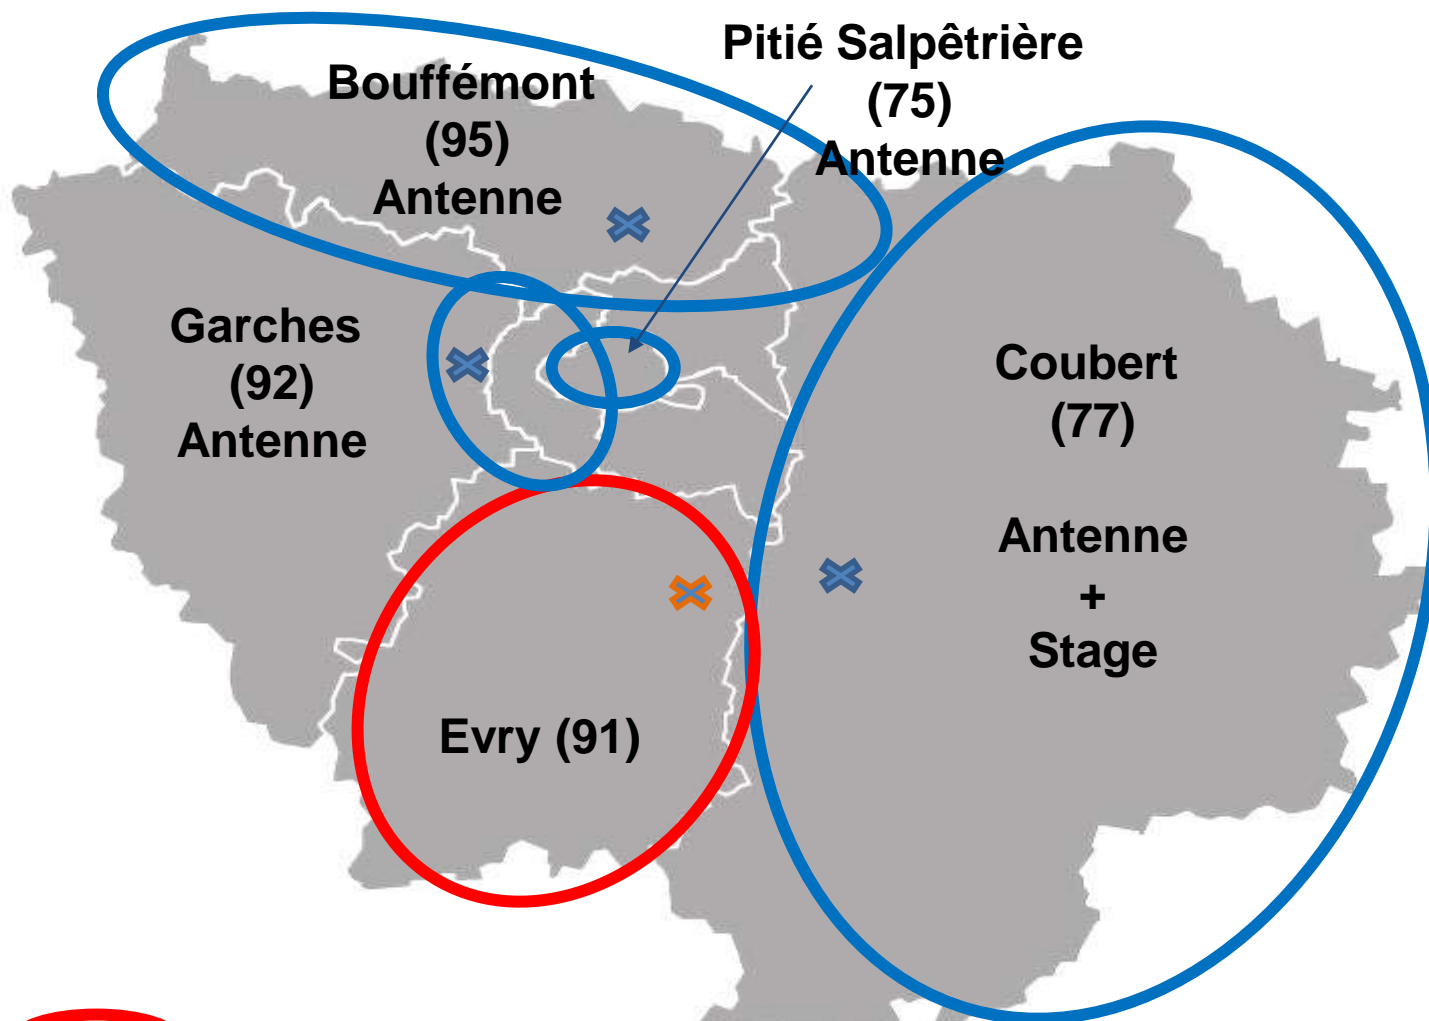 Pitié Salpêtrière
(75)
Antenne
Bouffémont
(95)
Antenne
Garches
(92)
Antenne
Coubert
(77)
Antenne
+
Stage
Evry (91)